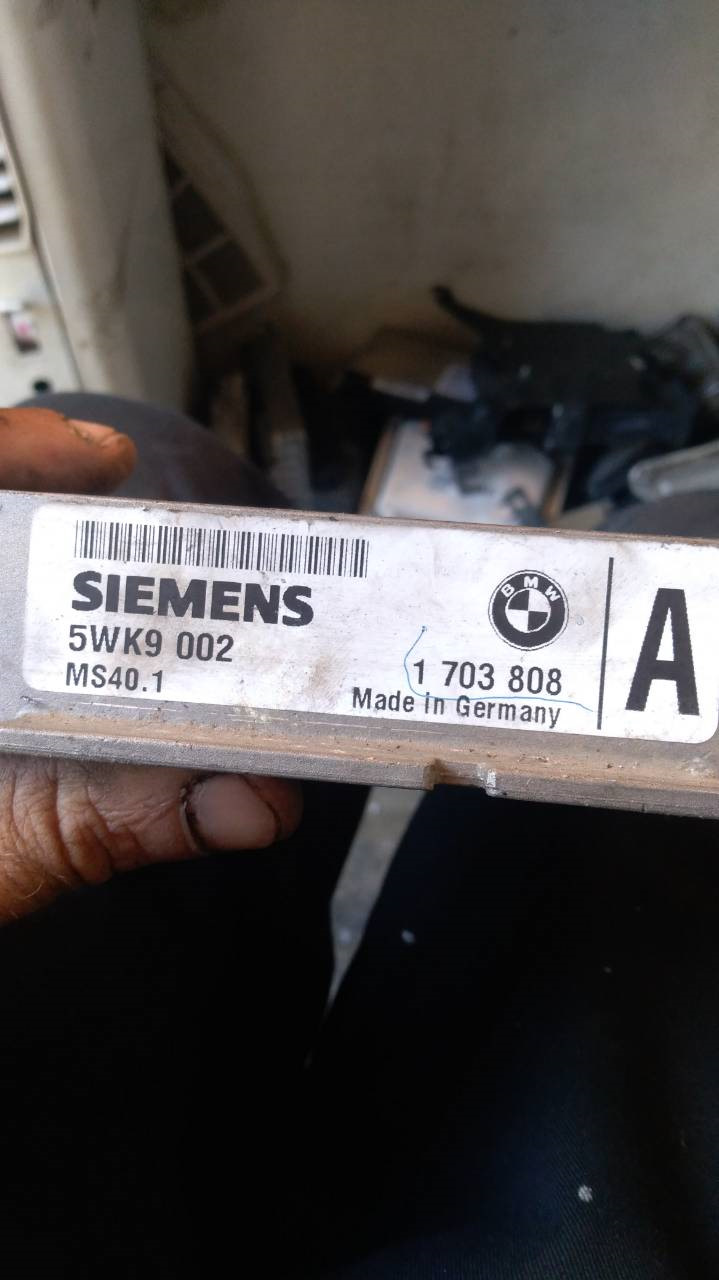 SIEMENS
5WK9 002
MS40.1
BMW
1 703 808
Made in Germany
A